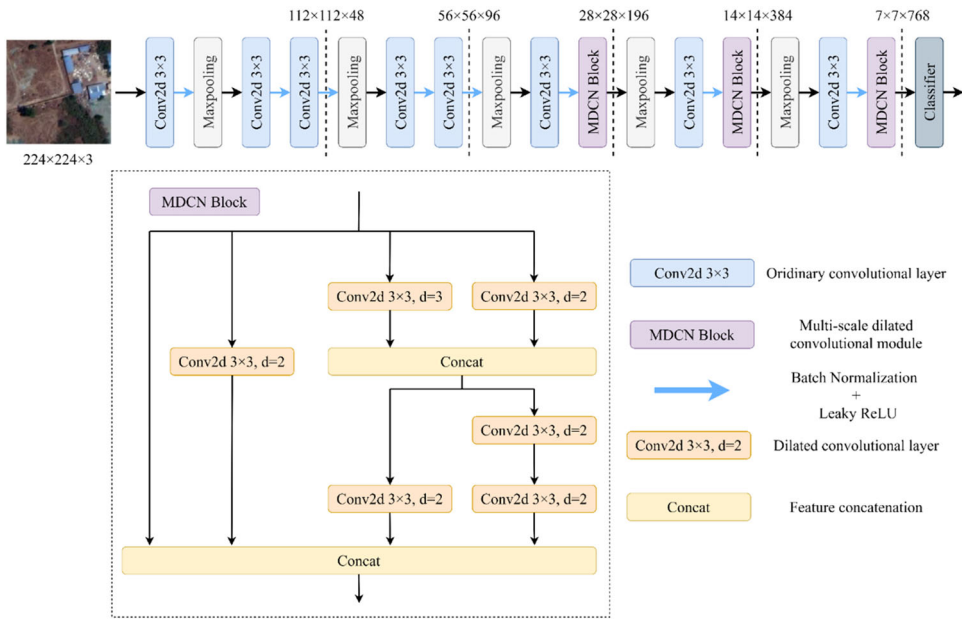 112×112×48
56×56×96
28×28×196
14×14×384
7×7×768
Conv2d 3×3
Maxpooling
Conv2d 3×3
Conv2d 3×3
Maxpooling
Conv2d 3×3
Conv2d 3×3
Maxpooling
Conv2d 3×3
MDCN Block
Maxpooling
Conv2d 3×3
MDCN Block
Maxpooling
Conv2d 3×3
MDCN Block
Classifier
224×224×3
MDCN Block
Conv2d 3×3, d=3
Conv2d 3×3, d=2
Conv2d 3×3, d=2
Concat
Conv2d 3×3, d=2
Conv2d 3×3, d=2
Conv2d 3×3, d=2
Concat
Conv2d 3×3
Oridinary convolutional layer
MDCN Block
Multi-scale dilated
convolutional module
Batch Normalization
+
Leaky ReLU
Conv2d 3×3, d=2
Dilated convolutional layer
Concat
Feature concatenation